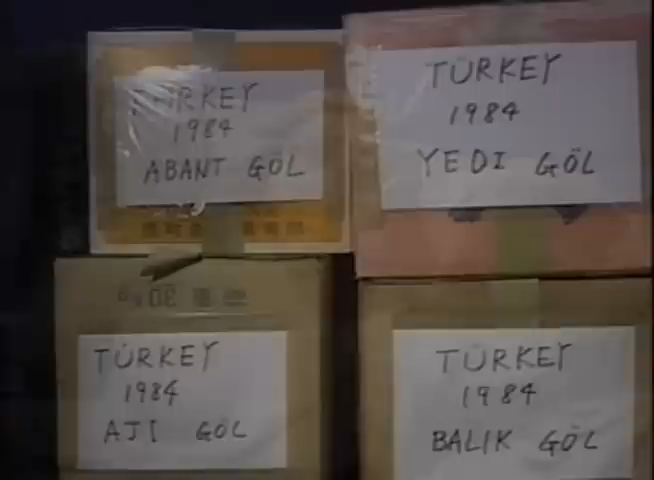 TÜRKEY
1984
ABANT GÖL
TÜRKEY
1984
YEDI GÖL
TÜRKEY
1984
AJI GÖL
TÜRKEY
1984
BALIK GÖL